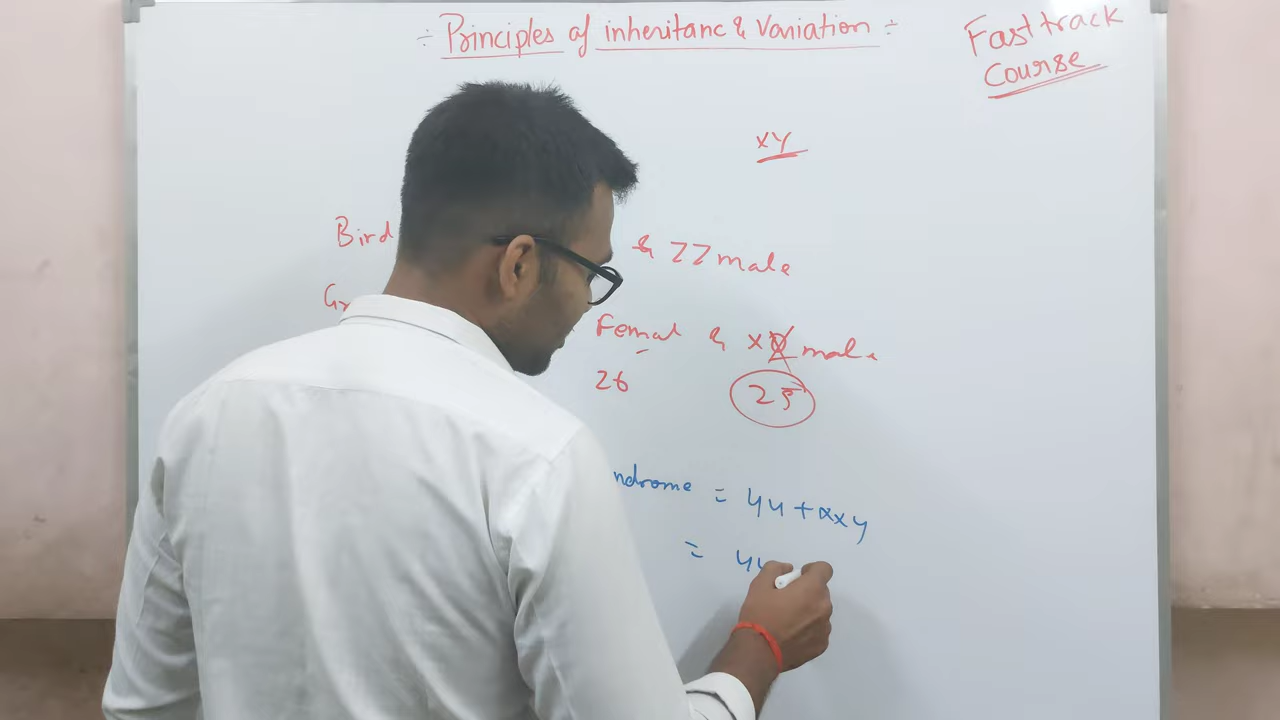 ÷ Principles of inheritanc & Variation ÷
Fast track
Course
XY
Bird & ZZ male
Gr
Femal & X male
26 25
ndrome = 44 + xxy
= 44